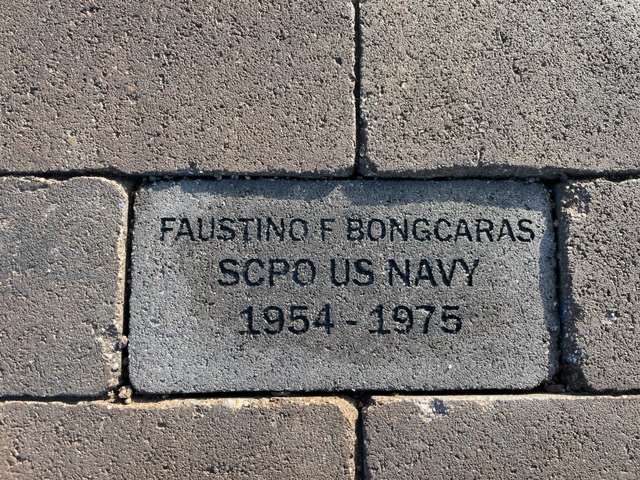 FAUSTINO F BONGCARAS
SCPO US NAVY
1954 - 1975